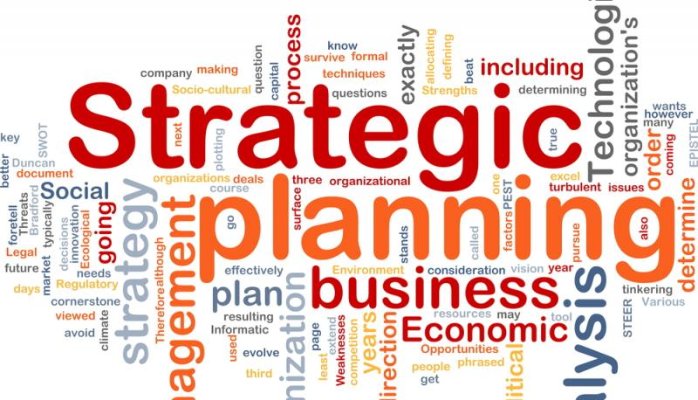 process
know
survive formal
question
capital
techniques
company making
Socio-cultural
questions
exactly
allocating
defining
beat
Strengths
including
determining
Technologi
organization's
wants
however
many
order
coming
EPISTEL
key
better
SWOT
Duncan
document
Strategic
next
plotting
true
organizations deals
three organizational
course
surface
one
PEST
factors
excel
turbulent issues
Social
foretell
Threats
Bradford
typically
Legal
future
days
market
decisions
innovation
Ecological
going
needs
Regulatory
strategy
Therefore
although
agement
planning
go
stands
called
pursue
also
determine
effectively
Environment
consideration
vision
year
tinkering
Various
cornerstone
viewed
avoid
climate
plan
business
resulting
Informatic
nization
resources may
tool
Economic
alysis
STEER
used
evolve
third
page
least
extend
Weaknesses
competition
years
direction
Opportunities
people
phrased
get
litical